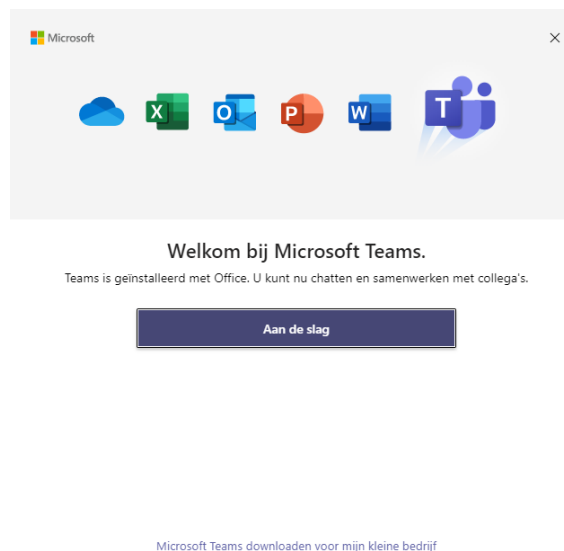 Microsoft
X O P W T
Welkom bij Microsoft Teams.
Teams is geïnstalleerd met Office. U kunt nu chatten en samenwerken met collega's.
Aan de slag
Microsoft Teams downloaden voor mijn kleine bedrijf